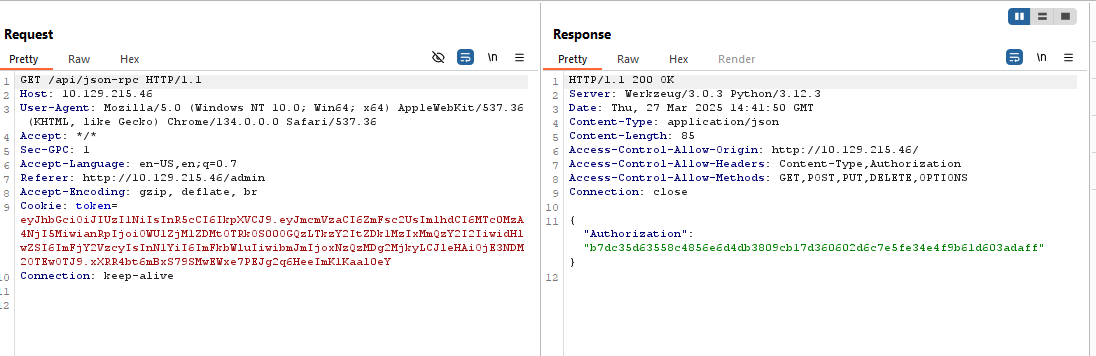 Request
Pretty Raw Hex
\n
1 GET /api/json-rpc HTTP/1.1
2 Host: 10.129.215.46
3 User-Agent: Mozilla/5.0 (Windows NT 10.0; Win64; x64) AppleWebKit/537.36
(KHTML, like Gecko) Chrome/134.0.0.0 Safari/537.36
4 Accept: */*
5 Sec-GPC: 1
6 Accept-Language: en-US,en;q=0.7
7 Referer: http://10.129.215.46/admin
8 Accept-Encoding: gzip, deflate, br
9 Cookie: token=
10 Connection: keep-alive
11
12
Response
Pretty Raw Hex Render
\n
1 HTTP/1.1 200 OK
2 Server: Werkzeug/3.0.3 Python/3.12.3
3 Date: Thu, 27 Mar 2025 14:41:50 GMT
4 Content-Type: application/json
5 Content-Length: 85
6 Access-Control-Allow-Origin: http://10.129.215.46/
7 Access-Control-Allow-Headers: Content-Type,Authorization
8 Access-Control-Allow-Methods: GET,POST,PUT,DELETE,OPTIONS
9 Connection: close
10
11 {
"Authorization":
"b7dc35d63558c4856e6d4db3809cb17d360602d6c7e5fe34e4f9b61d603adaff"
}
12